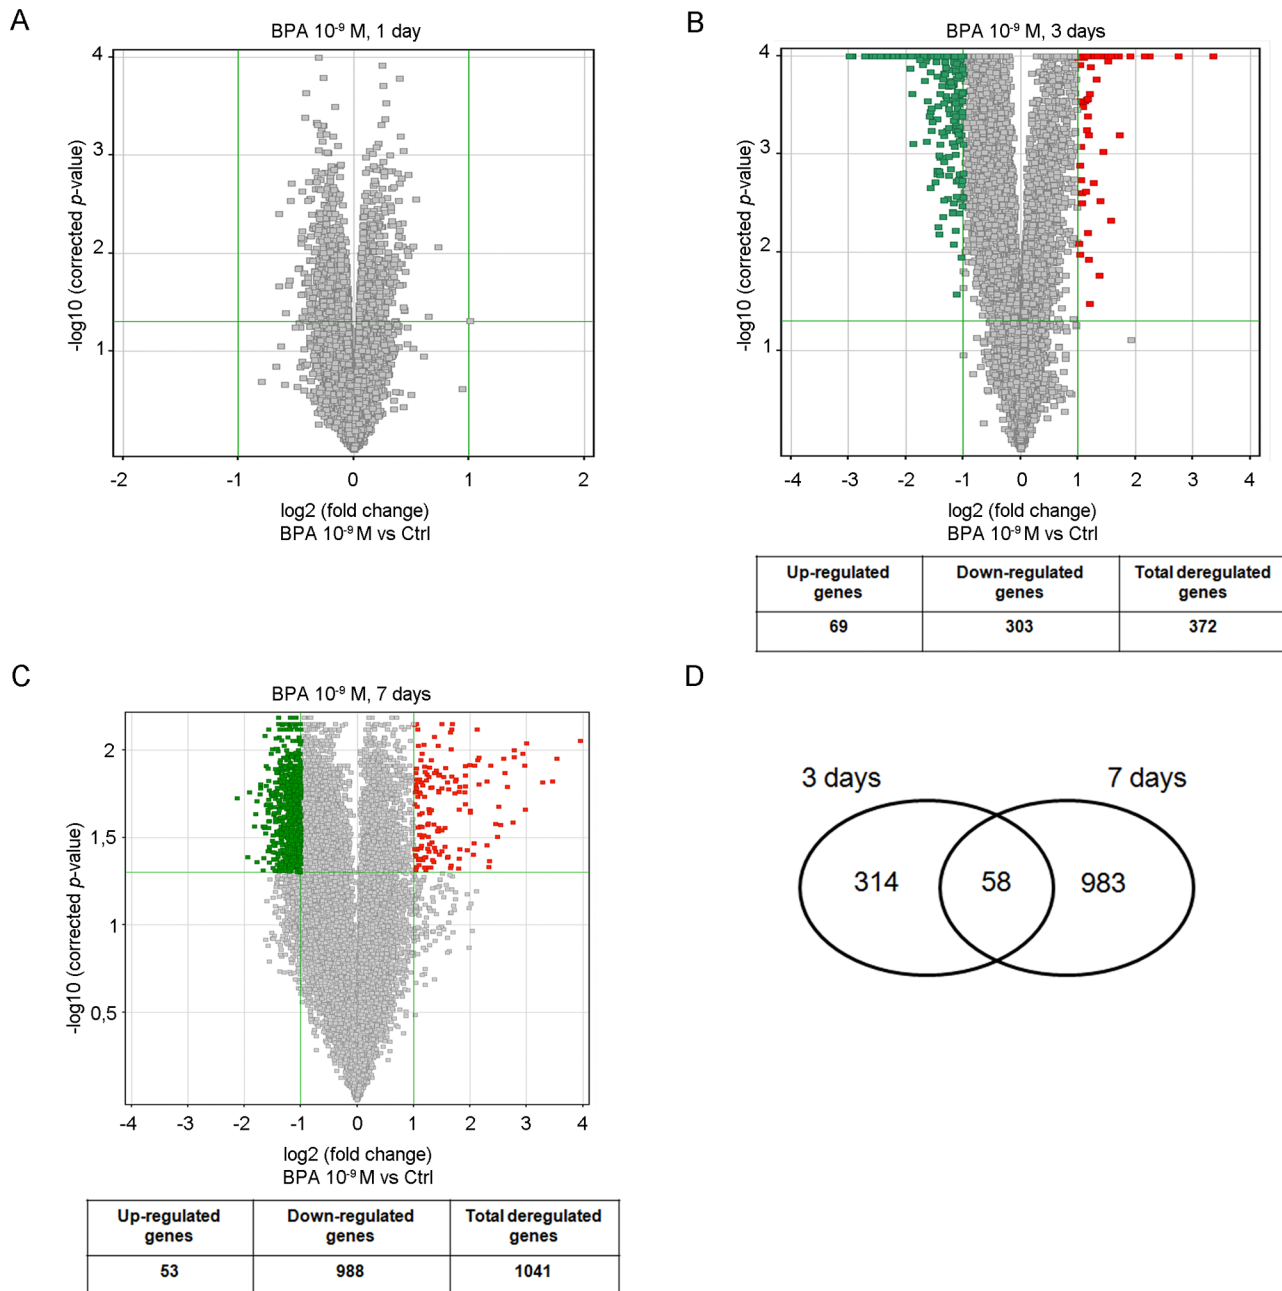 A
BPA 10⁻⁹ M, 1 day
4
3
2
1
-log10 (corrected p-value)
-2
-1
0
1
2
log2 (fold change)
BPA 10⁻⁹ M vs Ctrl
B
BPA 10⁻⁹ M, 3 days
4
3
2
1
-log10 (corrected p-value)
-4
-3
-2
-1
0
1
2
3
4
log2 (fold change)
BPA 10⁻⁹ M vs Ctrl
Up-regulated genes
Down-regulated genes
Total deregulated genes
69
303
372
C
BPA 10⁻⁹ M, 7 days
2
1,5
1
0,5
-log10 (corrected p-value)
-4
-3
-2
-1
0
1
2
3
4
log2 (fold change)
BPA 10⁻⁹ M vs Ctrl
Up-regulated genes
Down-regulated genes
Total deregulated genes
53
988
1041
D
3 days
7 days
314
58
983